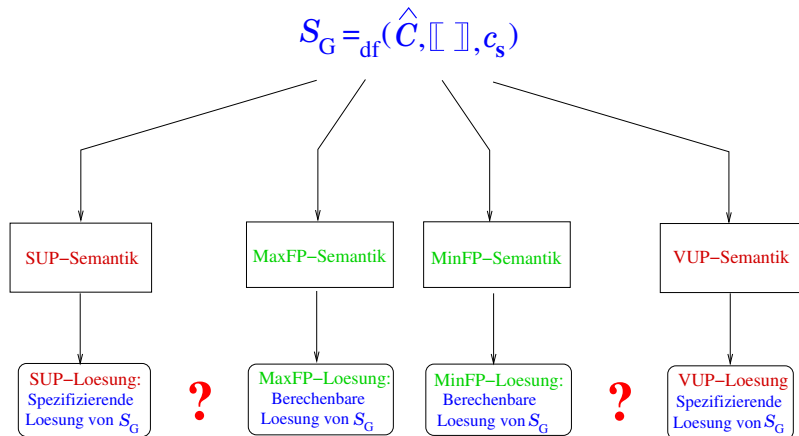 S_G =_df (Ĉ, ⟦ ⟧, c_s)
SUP–Semantik
MaxFP–Semantik
MinFP–Semantik
VUP–Semantik
SUP–Loesung:
Spezifizierende
Loesung von S_G
?
MaxFP–Loesung:
Berechenbare
Loesung von S_G
MinFP–Loesung:
Berechenbare
Loesung von S_G
?
VUP–Loesung
Spezifizierende
Loesung von S_G